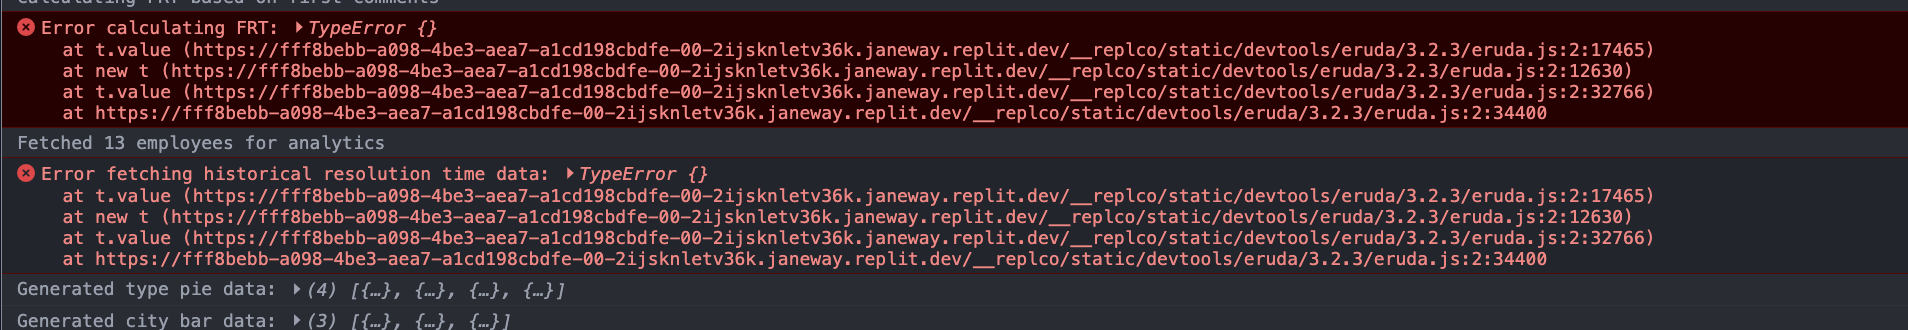 Calculating FRT based on first comments
Error calculating FRT: TypeError {}
at t.value (https://fff8bebb-a098-4be3-aea7-a1cd198cbdfe-00-2ijsknletv36k.janeway.replit.dev/__replco/static/devtools/eruda/3.2.3/eruda.js:2:17465)
at new t (https://fff8bebb-a098-4be3-aea7-a1cd198cbdfe-00-2ijsknletv36k.janeway.replit.dev/__replco/static/devtools/eruda/3.2.3/eruda.js:2:12630)
at t.value (https://fff8bebb-a098-4be3-aea7-a1cd198cbdfe-00-2ijsknletv36k.janeway.replit.dev/__replco/static/devtools/eruda/3.2.3/eruda.js:2:32766)
at https://fff8bebb-a098-4be3-aea7-a1cd198cbdfe-00-2ijsknletv36k.janeway.replit.dev/__replco/static/devtools/eruda/3.2.3/eruda.js:2:34400
Fetched 13 employees for analytics
Error fetching historical resolution time data: TypeError {}
at t.value (https://fff8bebb-a098-4be3-aea7-a1cd198cbdfe-00-2ijsknletv36k.janeway.replit.dev/__replco/static/devtools/eruda/3.2.3/eruda.js:2:17465)
at new t (https://fff8bebb-a098-4be3-aea7-a1cd198cbdfe-00-2ijsknletv36k.janeway.replit.dev/__replco/static/devtools/eruda/3.2.3/eruda.js:2:12630)
at t.value (https://fff8bebb-a098-4be3-aea7-a1cd198cbdfe-00-2ijsknletv36k.janeway.replit.dev/__replco/static/devtools/eruda/3.2.3/eruda.js:2:32766)
at https://fff8bebb-a098-4be3-aea7-a1cd198cbdfe-00-2ijsknletv36k.janeway.replit.dev/__replco/static/devtools/eruda/3.2.3/eruda.js:2:34400
Generated type pie data: (4) [{…}, {…}, {…}, {…}]
Generated city bar data: (3) [{…}, {…}, {…}]